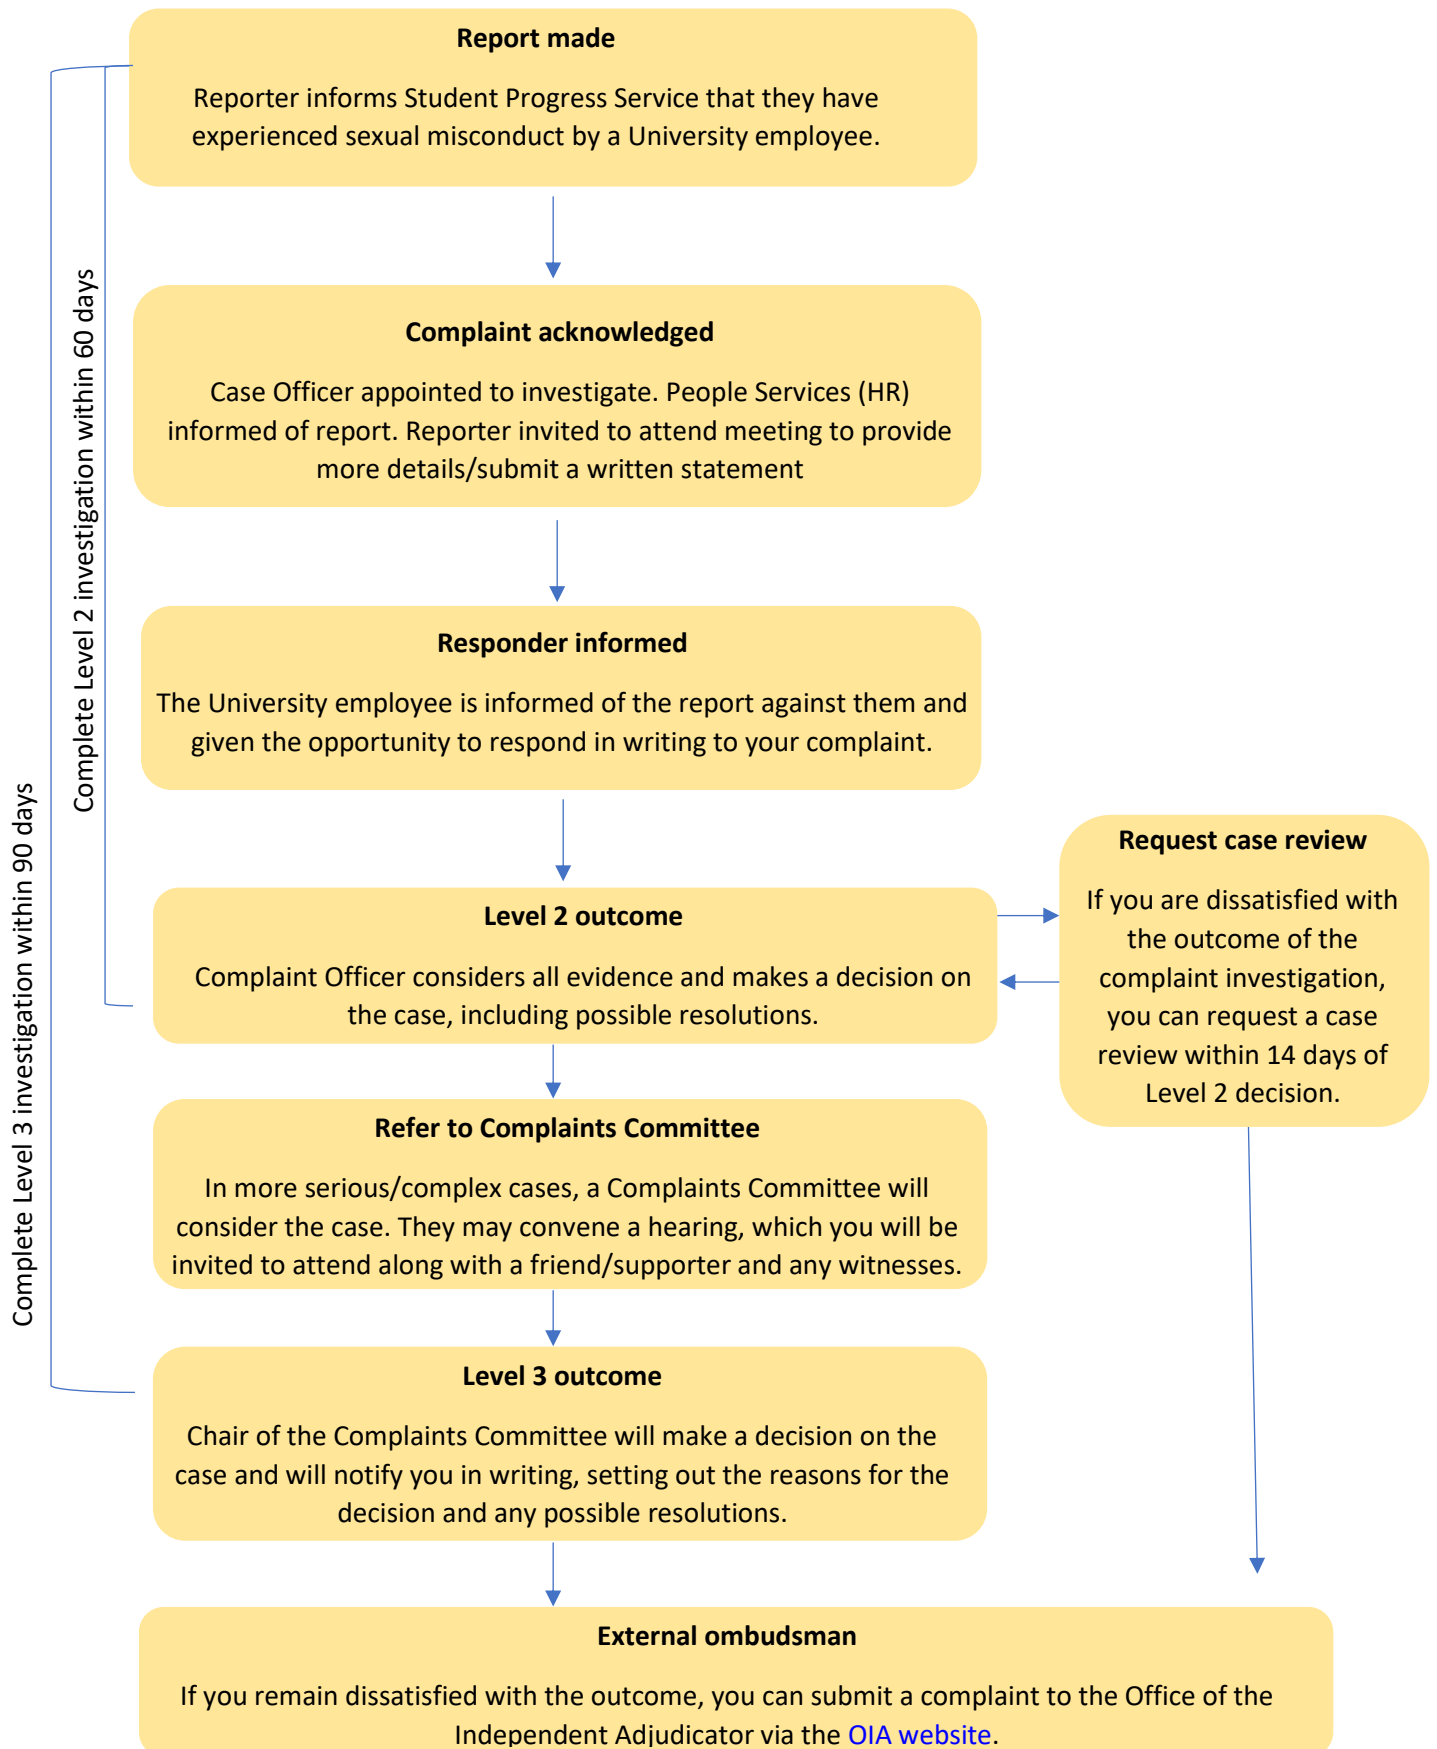 Report made
Reporter informs Student Progress Service that they have
experienced sexual misconduct by a University employee.
Complete Level 2 investigation within 60 days
Complete Level 3 investigation within 90 days
Complaint acknowledged
Case Officer appointed to investigate. People Services (HR)
informed of report. Reporter invited to attend meeting to provide
more details/submit a written statement
Responder informed
The University employee is informed of the report against them and
given the opportunity to respond in writing to your complaint.
Level 2 outcome
Complaint Officer considers all evidence and makes a decision on
the case, including possible resolutions.
Request case review
If you are dissatisfied with
the outcome of the
complaint investigation,
you can request a case
review within 14 days of
Level 2 decision.
Refer to Complaints Committee
In more serious/complex cases, a Complaints Committee will
consider the case. They may convene a hearing, which you will be
invited to attend along with a friend/supporter and any witnesses.
Level 3 outcome
Chair of the Complaints Committee will make a decision on the
case and will notify you in writing, setting out the reasons for the
decision and any possible resolutions.
External ombudsman
If you remain dissatisfied with the outcome, you can submit a complaint to the Office of the
Independent Adjudicator via the OIA website.